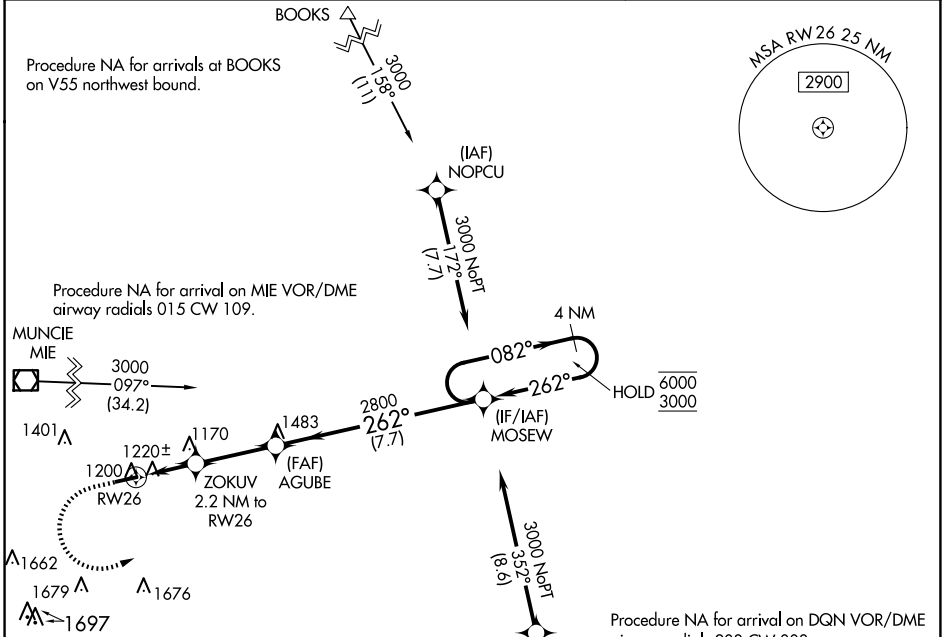 BOOKS
3000
158°
(11)
Procedure NA for arrivals at BOOKS
on V55 northwest bound.
MSA RW26 25 NM
2900
(IAF)
NOPCU
3000 NoPT
172°
(7.7)
Procedure NA for arrival on MIE VOR/DME
airway radials 015 CW 109.
MUNCIE
MIE
3000
097°
(34.2)
4 NM
082°
262°
HOLD 6000
3000
(IF/IAF)
MOSEW
2800
262°
(7.7)
1483
1401
1170
1220±
1200
(FAF)
AGUBE
ZOKUV
2.2 NM to
RW26
RW26
3000 NoPT
352°
(8.6)
1662
1679
1676
1697
Procedure NA for arrival on DQN VOR/DME